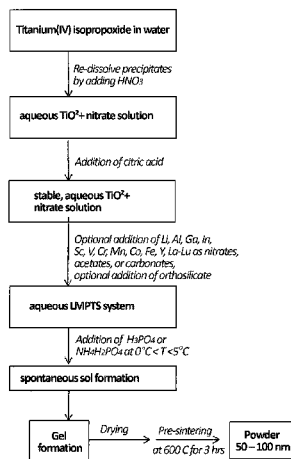 Titanium(IV) isopropoxide in water
Re-dissolve precipitates
by adding HNO3
aqueous TiO²+ nitrate solution
Addition of citric acid
stable, aqueous TiO²+
nitrate solution
Optional addition of Li, Al, Ga, In,
Sc, V, Cr, Mn, Co, Fe, Y, La-Lu as nitrates,
acetates, or carbonates,
optional addition of orthosilicate
aqueous LMPTS system
Addition of H3PO4 or
NH4H2PO4 at 0°C < T <5°C
spontaneous sol formation
Gel
formation
Drying
Pre-sintering
at 600 C for 3 hrs
Powder
50 – 100 nm